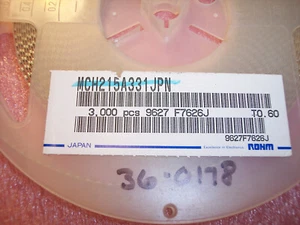 MCH215A331JPN
3,000 pcs 9627 F7626J T0.60
9627F7626J
JAPAN
ROHM
36-0178